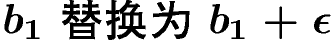 b₁ 替换为 b₁ + ϵ